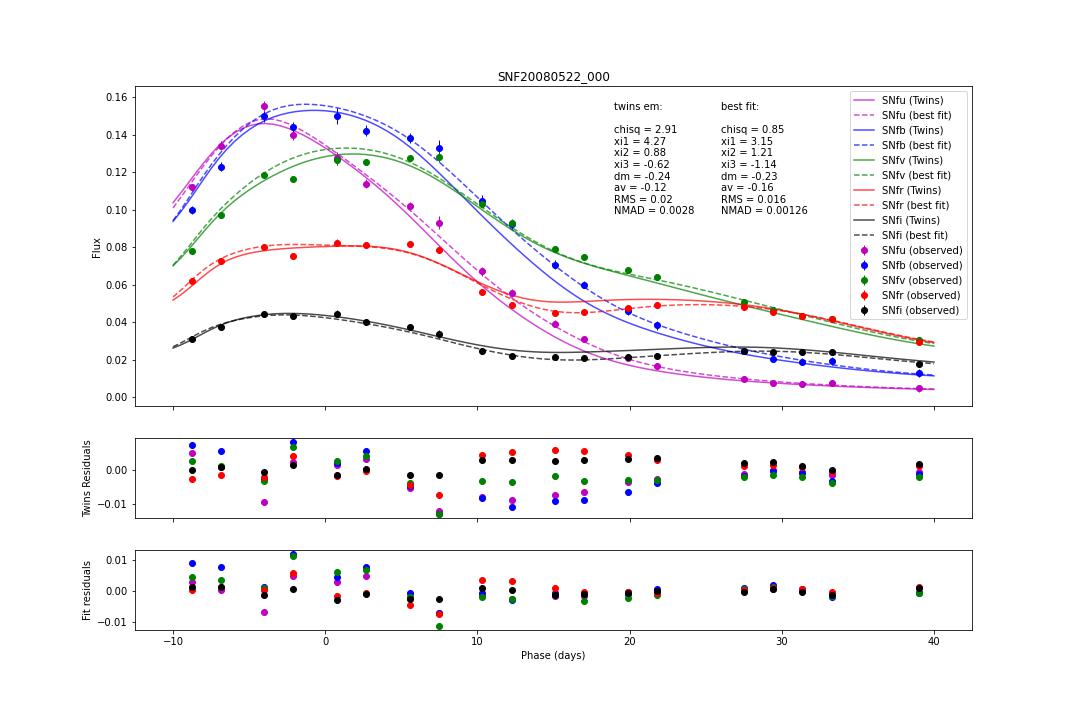 SNF20080522_000
Flux
0.16
0.14
0.12
0.10
0.08
0.06
0.04
0.02
0.00
twins em:
chisq = 2.91
xi1 = 4.27
xi2 = 0.88
xi3 = -0.62
dm = -0.24
av = -0.12
RMS = 0.02
NMAD = 0.0028
best fit:
chisq = 0.85
xi1 = 3.15
xi2 = 1.21
xi3 = -1.14
dm = -0.23
av = -0.16
RMS = 0.016
NMAD = 0.00126
SNfu (Twins)
SNfu (best fit)
SNfb (Twins)
SNfb (best fit)
SNfv (Twins)
SNfv (best fit)
SNfr (Twins)
SNfr (best fit)
SNfi (Twins)
SNfi (best fit)
SNfu (observed)
SNfb (observed)
SNfv (observed)
SNfr (observed)
SNfi (observed)
Twins Residuals
0.00
−0.01
Fit residuals
0.01
0.00
−0.01
−10
0
10
20
30
40
Phase (days)